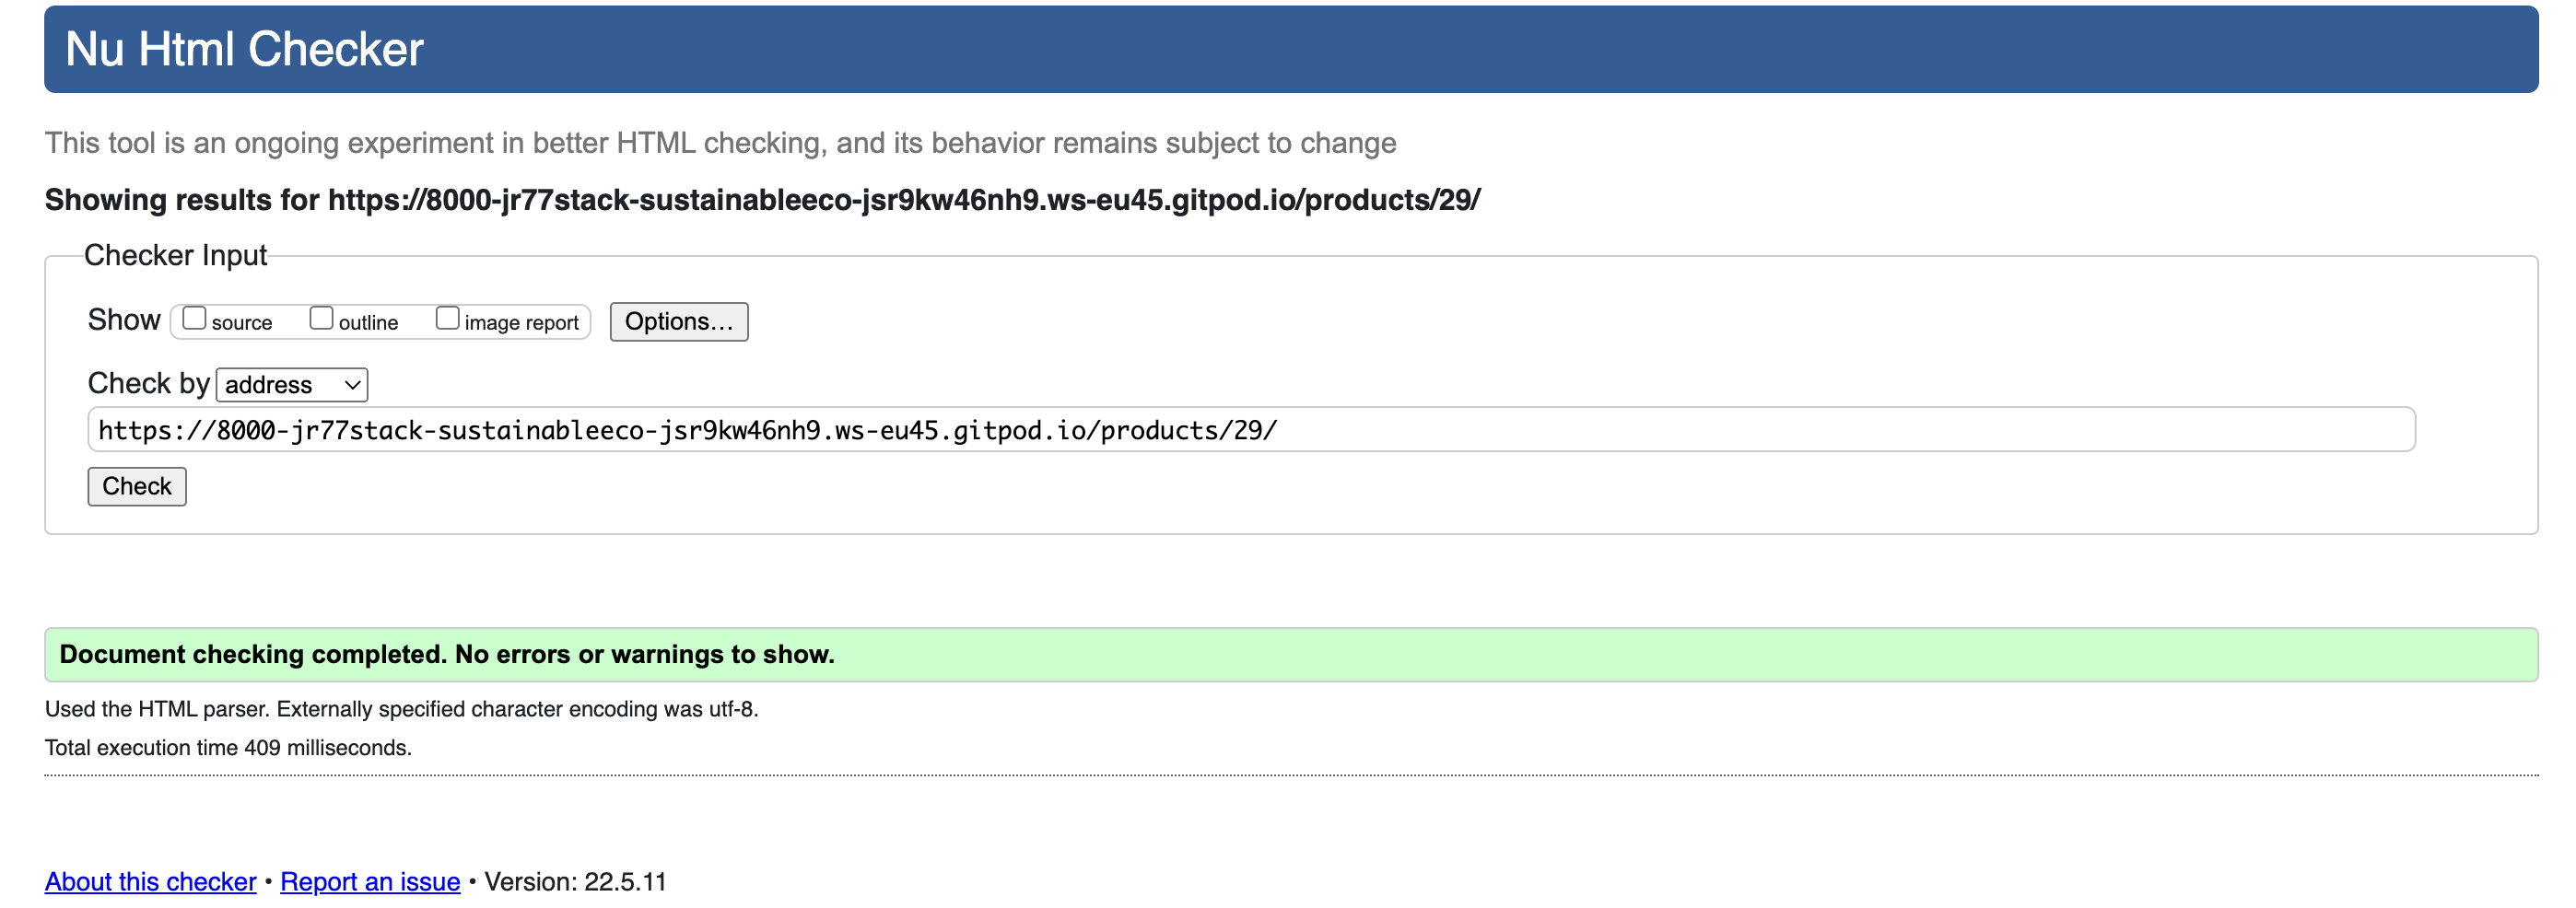 Nu Html Checker
This tool is an ongoing experiment in better HTML checking, and its behavior remains subject to change
Showing results for https://8000-jr77stack-sustainableeco-jsr9kw46nh9.ws-eu45.gitpod.io/products/29/
Checker Input
Show source outline image report Options...
Check by address
https://8000-jr77stack-sustainableeco-jsr9kw46nh9.ws-eu45.gitpod.io/products/29/
Check
Document checking completed. No errors or warnings to show.
Used the HTML parser. Externally specified character encoding was utf-8.
Total execution time 409 milliseconds.
About this checker • Report an issue • Version: 22.5.11